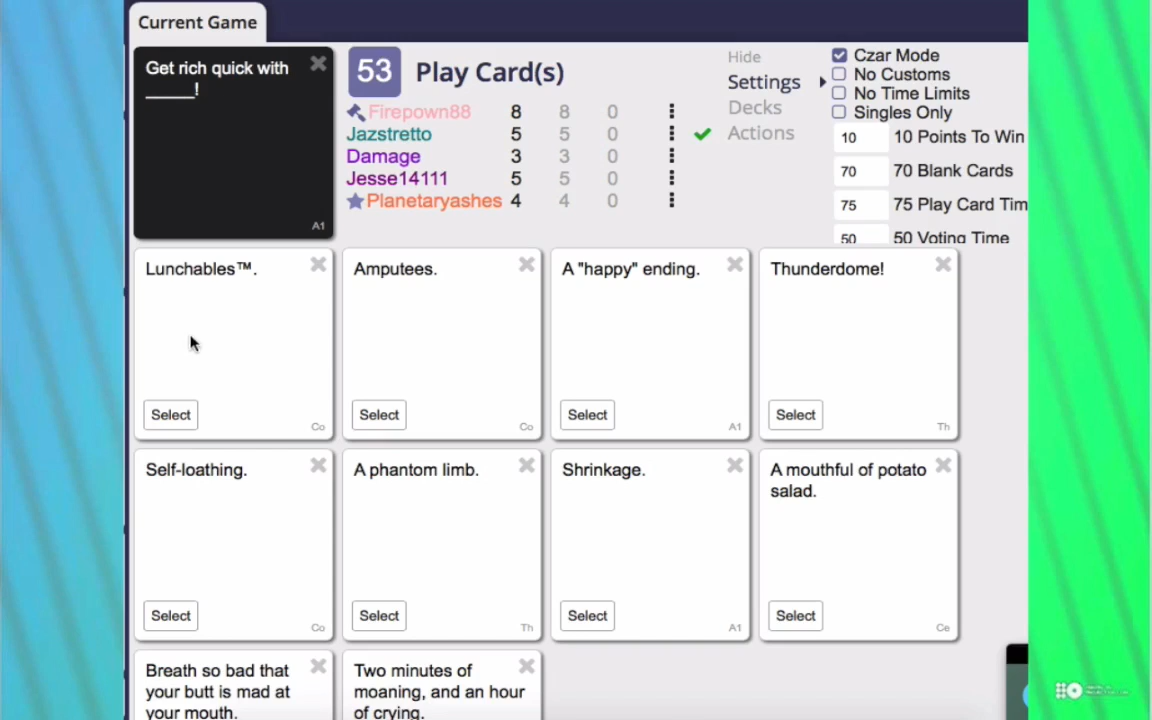 Current Game
Get rich quick with
_____!
A1
53 Play Card(s)
Firepown88 8 8 0
Jazstretto 5 5 0
Damage 3 3 0
Jesse14111 5 5 0
Planetaryashes 4 4 0
Hide
Settings
Decks
Actions
Czar Mode
No Customs
No Time Limits
Singles Only
10 10 Points To Win
70 70 Blank Cards
75 75 Play Card Tim
50 50 Voting Time
Lunchables™.
Select
Co
Amputees.
Select
Co
A "happy" ending.
Select
A1
Thunderdome!
Select
Th
Self-loathing.
Select
Co
A phantom limb.
Select
Th
Shrinkage.
Select
A1
A mouthful of potato
salad.
Select
Ce
Breath so bad that
your butt is mad at
your mouth.
Two minutes of
moaning, and an hour
of crying.